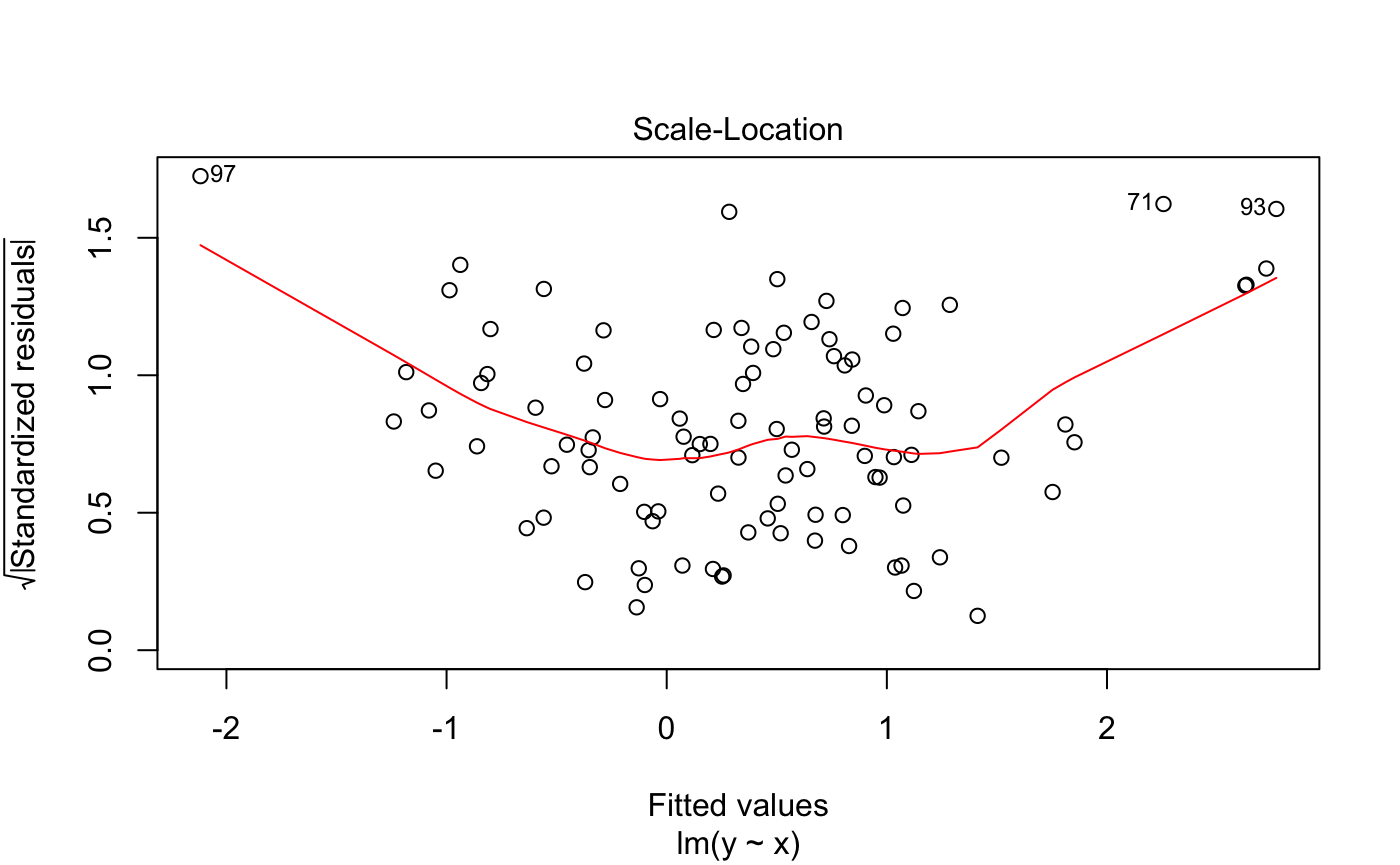 Scale-Location
97
71
93
√|Standardized residuals|
1.5
1.0
0.5
0.0
-2 -1 0 1 2
Fitted values
lm(y ~ x)